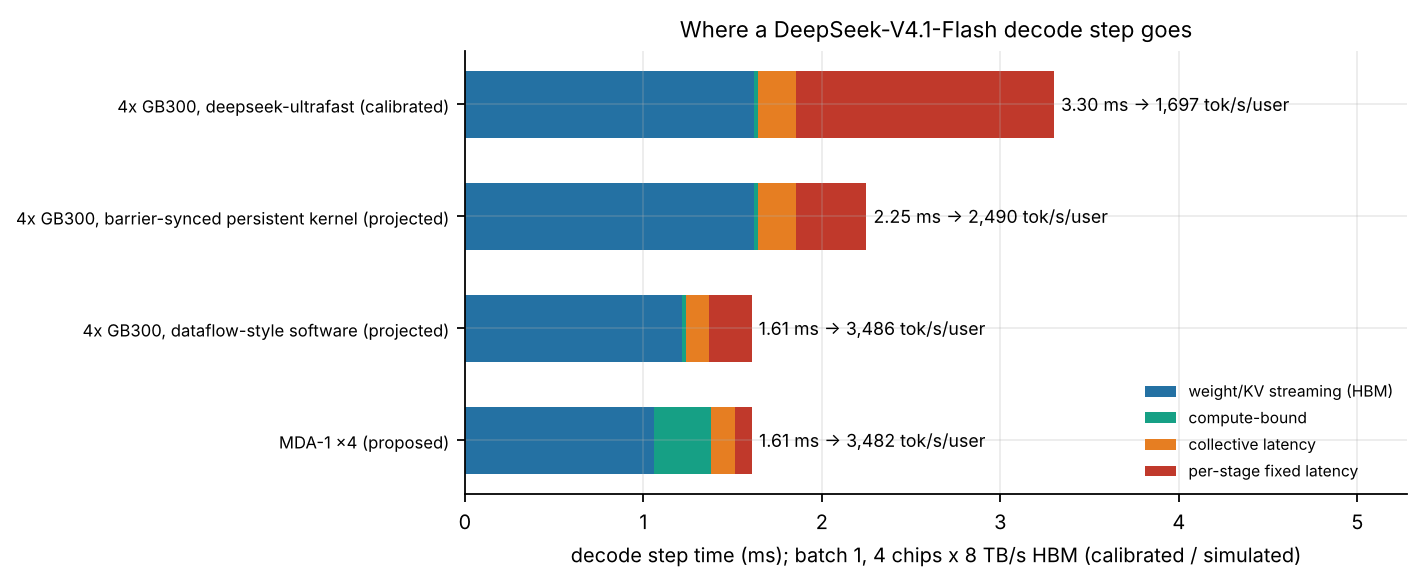 Where a DeepSeek-V4.1-Flash decode step goes
4x GB300, deepseek-ultrafast (calibrated)
3.30 ms → 1,697 tok/s/user
4x GB300, barrier-synced persistent kernel (projected)
2.25 ms → 2,490 tok/s/user
4x GB300, dataflow-style software (projected)
1.61 ms → 3,486 tok/s/user
MDA-1 ×4 (proposed)
1.61 ms → 3,482 tok/s/user
weight/KV streaming (HBM)
compute-bound
collective latency
per-stage fixed latency
0 1 2 3 4 5
decode step time (ms); batch 1, 4 chips x 8 TB/s HBM (calibrated / simulated)